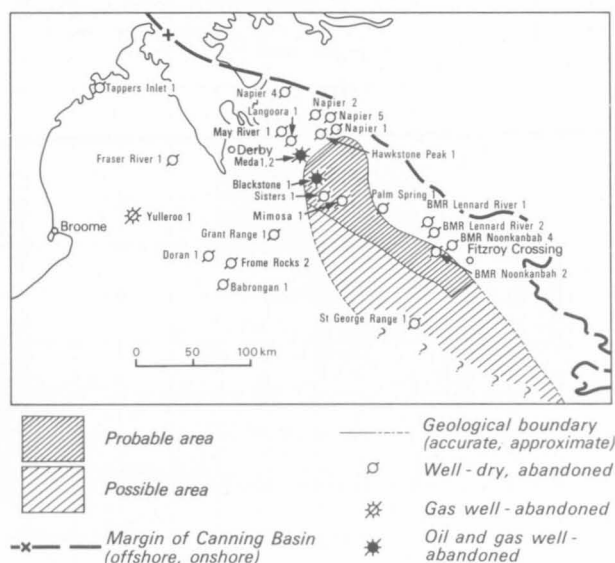 Tappers Inlet 1
Napier 4
Napier 2
Langoora 1
Napier 5
May River 1
Napier 1
Derby
Hawkstone Peak 1
Fraser River 1
Meda 1,2
Blackstone 1
Sisters 1
Palm Spring 1
BMR Lennard River 1
Yulleroo 1
Mimosa 1
BMR Lennard River 2
Broome
Grant Range 1
BMR Noonkanbah 4
Fitzroy Crossing
Doran 1
Frome Rocks 2
BMR Noonkanbah 2
Babrongan 1
St George Range 1
? ? ? ? ?
0 50 100 km
Probable area
Possible area
Margin of Canning Basin
(offshore, onshore)
Geological boundary
(accurate, approximate)
Well - dry, abandoned
Gas well - abandoned
Oil and gas well -
abandoned